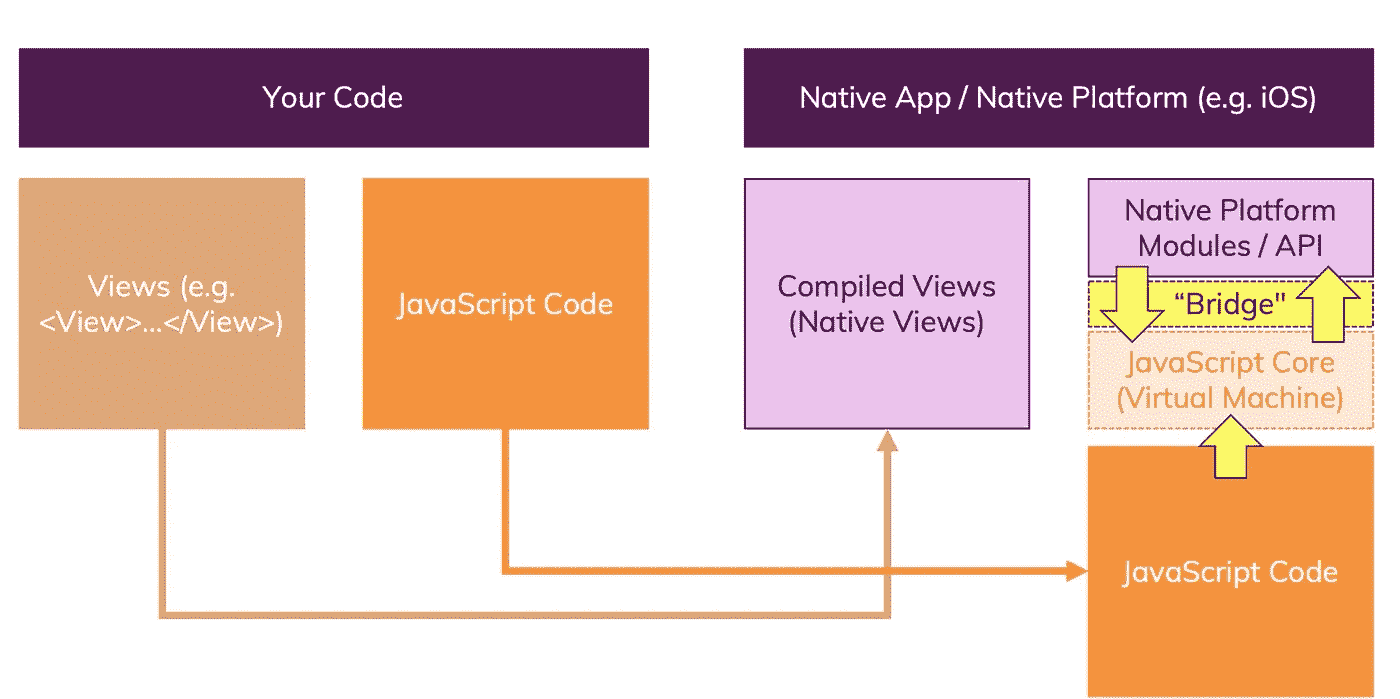 Your Code
Native App / Native Platform (e.g. iOS)
Views (e.g.
<View>...</View>)
JavaScript Code
Compiled Views
(Native Views)
Native Platform
Modules / API
“Bridge"
JavaScript Core
(Virtual Machine)
JavaScript Code